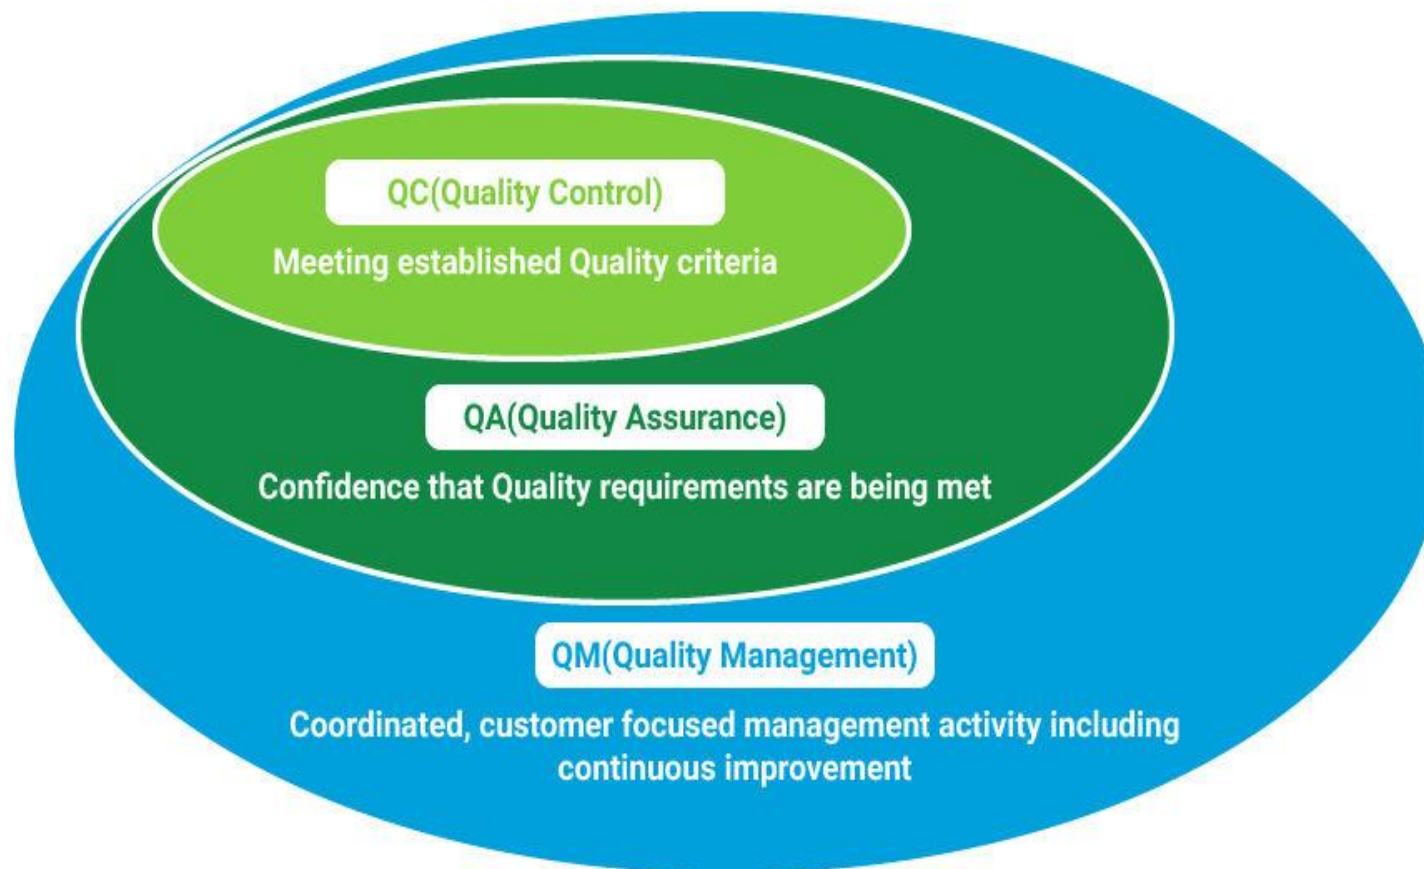 QC(Quality Control)
Meeting established Quality criteria
QA(Quality Assurance)
Confidence that Quality requirements are being met
QM(Quality Management)
Coordinated, customer focused management activity including
continuous improvement